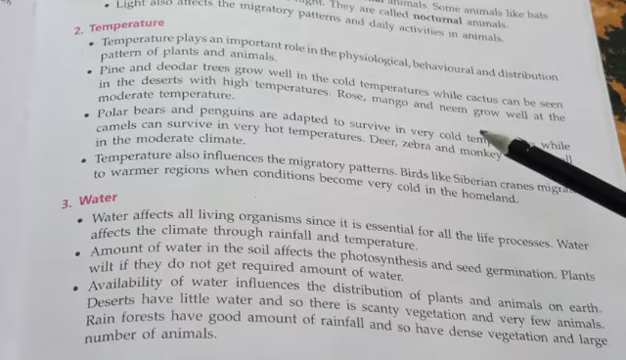 animals. Some animals like bats
• Light also affects the migratory patterns and daily activities in animals.
They are called nocturnal animals.
2. Temperature
• Temperature plays an important role in the physiological, behavioural and distribution
pattern of plants and animals.
• Pine and deodar trees grow well in the cold temperatures while cactus can be seen
in the deserts with high temperatures. Rose, mango and neem grow well at the
moderate temperature.
• Polar bears and penguins are adapted to survive in very cold while
camels can survive in very hot temperatures. Deer, zebra and monkey
in the moderate climate.
• Temperature also influences the migratory patterns. Birds like Siberian cranes
to warmer regions when conditions become very cold in the homeland.
3. Water
• Water affects all living organisms since it is essential for all the life processes. Water
affects the climate through rainfall and temperature.
• Amount of water in the soil affects the photosynthesis and seed germination. Plants
wilt if they do not get required amount of water.
• Availability of water influences the distribution of plants and animals on earth.
Deserts have little water and so there is scanty vegetation and very few animals.
Rain forests have good amount of rainfall and so have dense vegetation and large
number of animals.